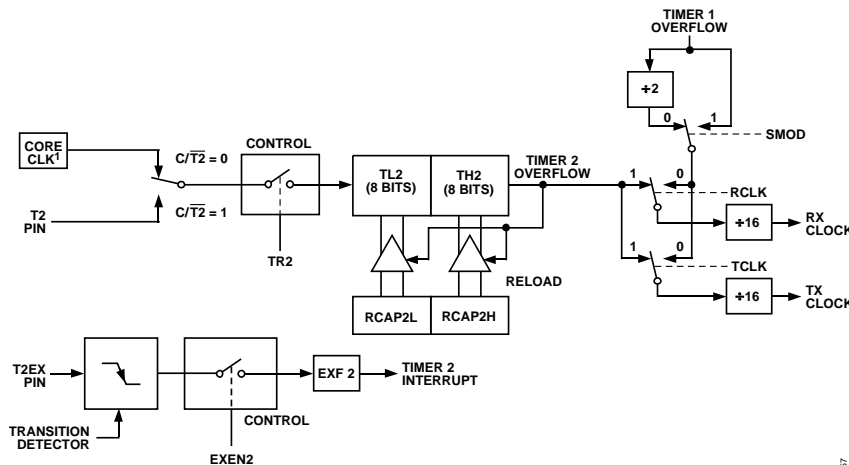 TIMER 1
OVERFLOW
÷2
0
1
SMOD
CONTROL
CORE
CLK1
C/T2 = 0
TL2
(8 BITS)
TH2
(8 BITS)
TIMER 2
OVERFLOW
1
0
RCLK
T2
PIN
C/T2 = 1
÷16
RX
CLOCK
1
0
TR2
RELOAD
TCLK
÷16
TX
CLOCK
RCAP2L
RCAP2H
T2EX
PIN
EXF 2
TIMER 2
INTERRUPT
CONTROL
TRANSITION
DETECTOR
EXEN2